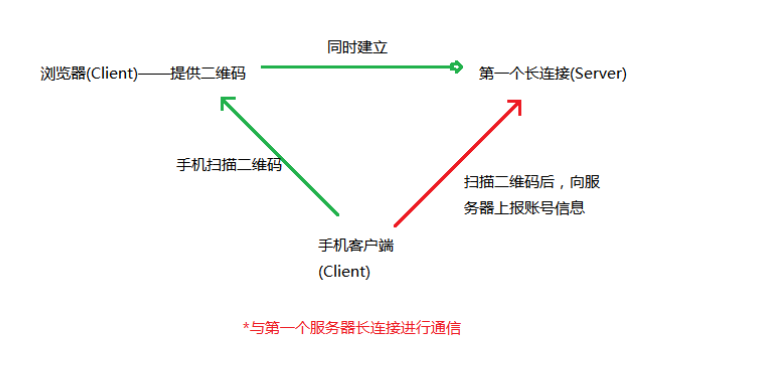 同时建立
浏览器(Client)——提供二维码
第一个长连接(Server)
手机扫描二维码
扫描二维码后，向服
务器上报账号信息
手机客户端
(Client)
*与第一个服务器长连接进行通信